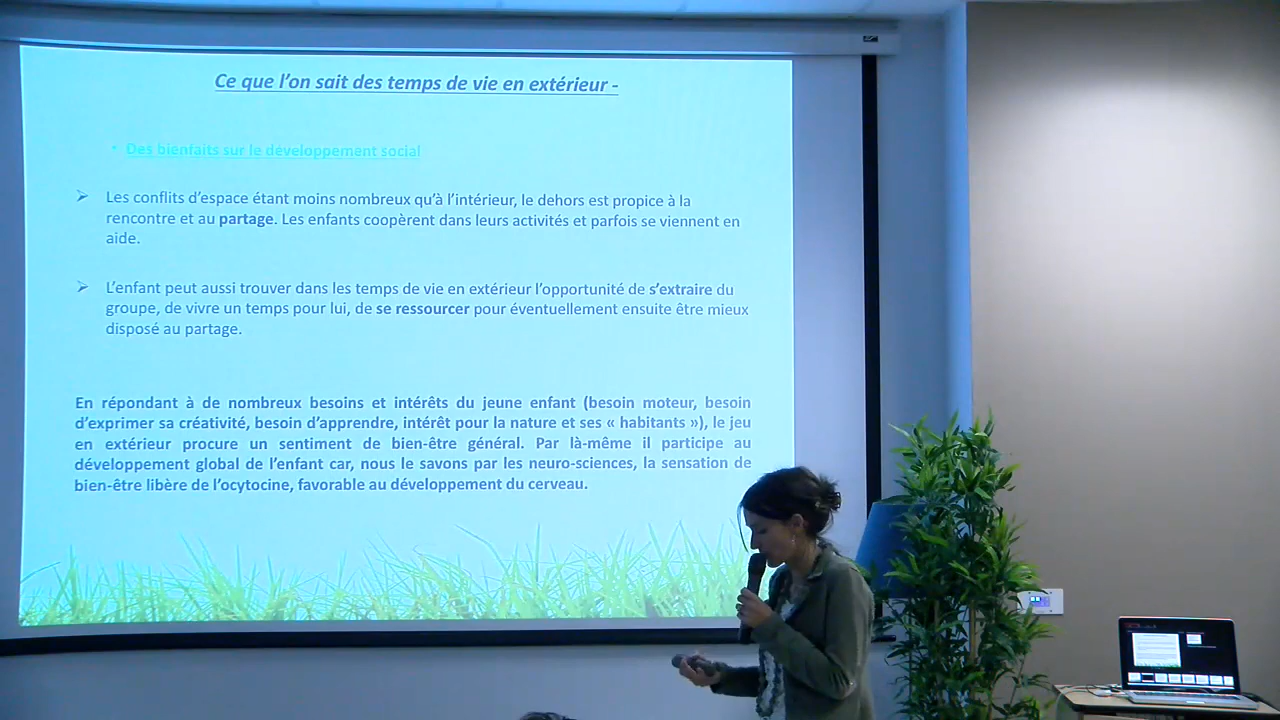 Ce que l'on sait des temps de vie en extérieur -
• Des bienfaits sur le développement social
➢ Les conflits d'espace étant moins nombreux qu'à l'intérieur, le dehors est propice à la
rencontre et au partage. Les enfants coopèrent dans leurs activités et parfois se viennent en
aide.
➢ L'enfant peut aussi trouver dans les temps de vie en extérieur l'opportunité de s'extraire du
groupe, de vivre un temps pour lui, de se ressourcer pour éventuellement ensuite être mieux
disposé au partage.
En répondant à de nombreux besoins et intérêts du jeune enfant (besoin moteur, besoin
d'exprimer sa créativité, besoin d'apprendre, intérêt pour la nature et ses « habitants »), le jeu
en extérieur procure un sentiment de bien-être général. Par là-même il participe au
développement global de l'enfant car, nous le savons par les neuro-sciences, la sensation de
bien-être libère de l'ocytocine, favorable au développement du cerveau.